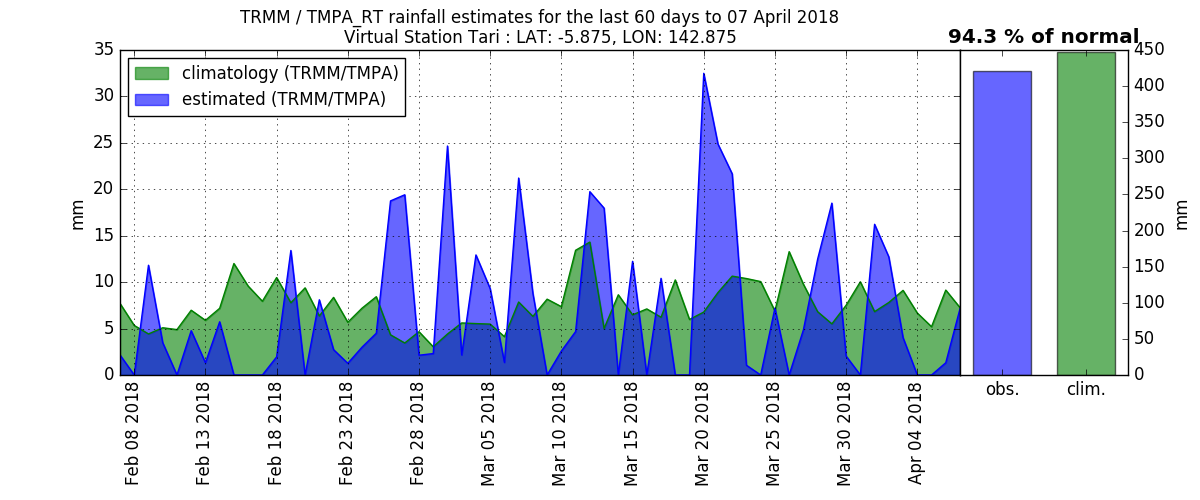 TRMM / TMPA_RT rainfall estimates for the last 60 days to 07 April 2018
Virtual Station Tari : LAT: -5.875, LON: 142.875
94.3 % of normal
climatology (TRMM/TMPA)
estimated (TRMM/TMPA)
35
30
25
20
15
10
5
0
mm
Feb 08 2018
Feb 13 2018
Feb 18 2018
Feb 23 2018
Feb 28 2018
Mar 05 2018
Mar 10 2018
Mar 15 2018
Mar 20 2018
Mar 25 2018
Mar 30 2018
Apr 04 2018
obs.
clim.
450
400
350
300
250
200
150
100
50
0
mm